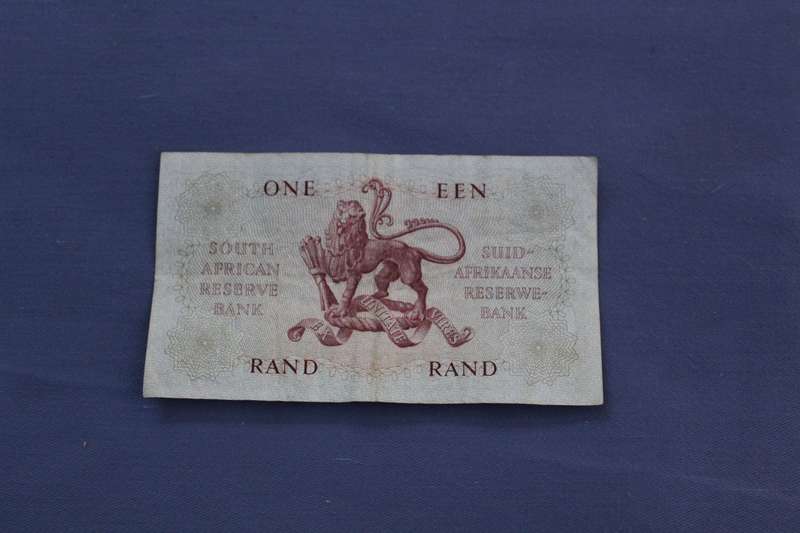 ONE EEN
SOUTH
AFRICAN
RESERVE
BANK
SUID-
AFRIKAANSE
RESERWE-
BANK
EX UNITATE VIRES
RAND RAND